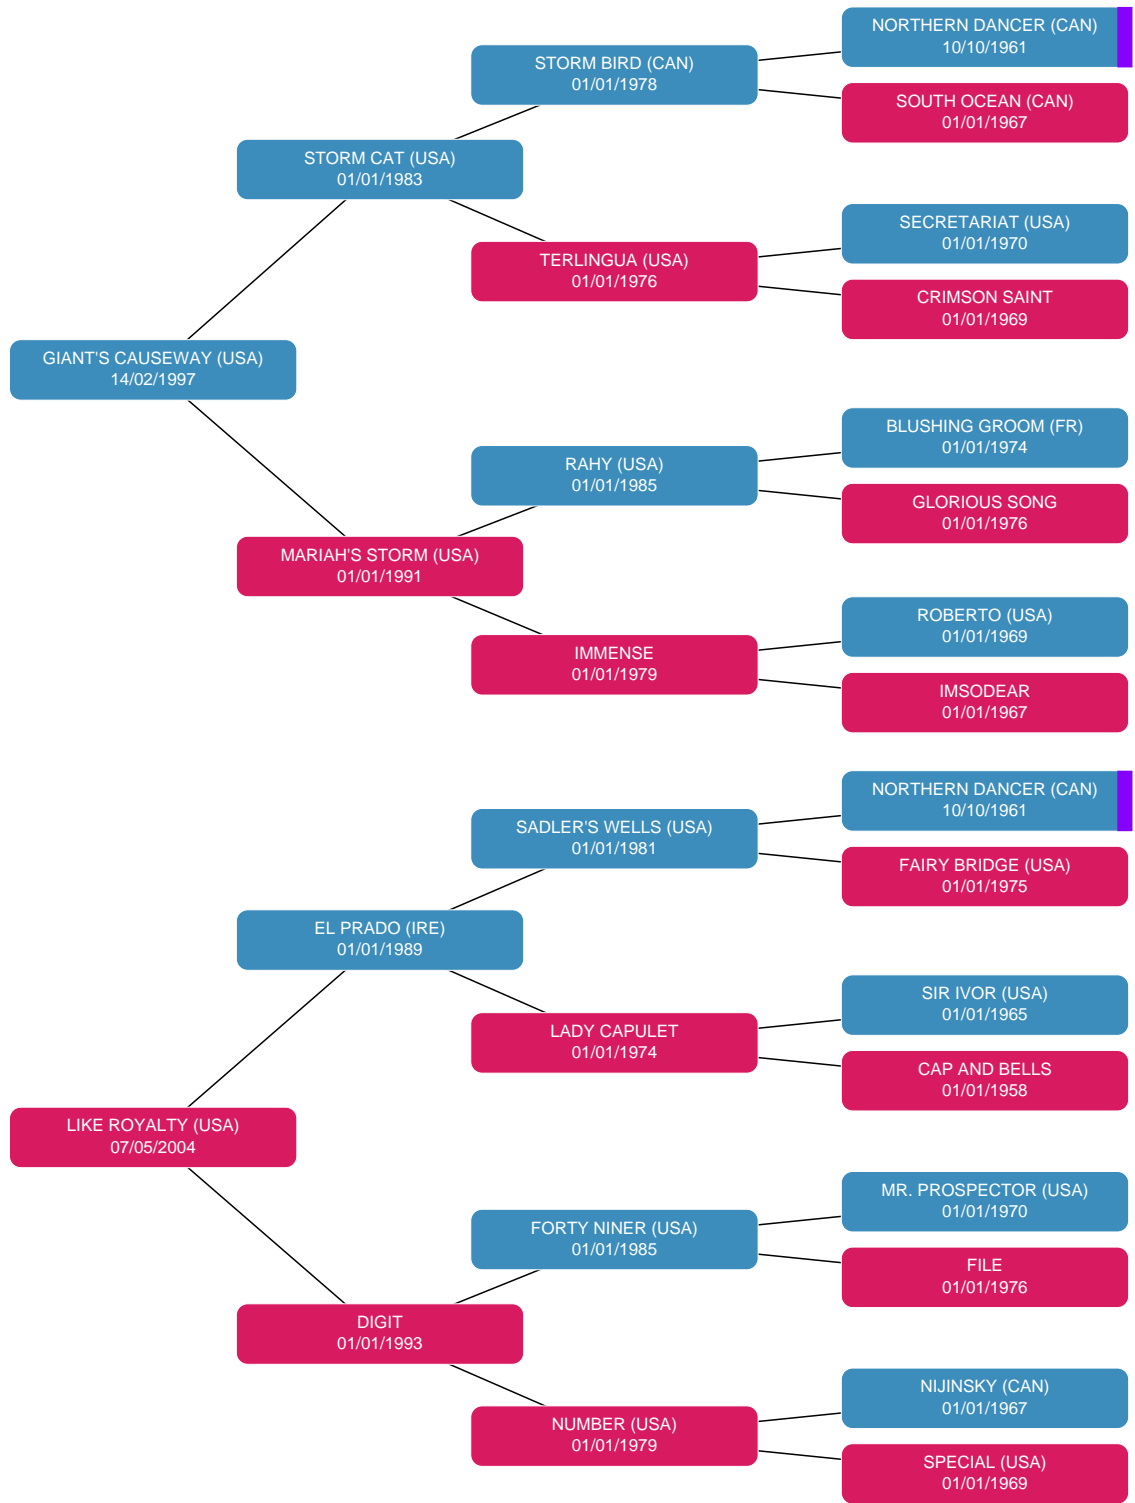 NORTHERN DANCER (CAN)
10/10/1961
STORM BIRD (CAN)
01/01/1978
SOUTH OCEAN (CAN)
01/01/1967
STORM CAT (USA)
01/01/1983
SECRETARIAT (USA)
01/01/1970
TERLINGUA (USA)
01/01/1976
CRIMSON SAINT
01/01/1969
GIANT'S CAUSEWAY (USA)
14/02/1997
BLUSHING GROOM (FR)
01/01/1974
RAHY (USA)
01/01/1985
GLORIOUS SONG
01/01/1976
MARIAH'S STORM (USA)
01/01/1991
ROBERTO (USA)
01/01/1969
IMMENSE
01/01/1979
IMSODEAR
01/01/1967
NORTHERN DANCER (CAN)
10/10/1961
SADLER'S WELLS (USA)
01/01/1981
FAIRY BRIDGE (USA)
01/01/1975
EL PRADO (IRE)
01/01/1989
SIR IVOR (USA)
01/01/1965
LADY CAPULET
01/01/1974
CAP AND BELLS
01/01/1958
LIKE ROYALTY (USA)
07/05/2004
MR. PROSPECTOR (USA)
01/01/1970
FORTY NINER (USA)
01/01/1985
FILE
01/01/1976
DIGIT
01/01/1993
NIJINSKY (CAN)
01/01/1967
NUMBER (USA)
01/01/1979
SPECIAL (USA)
01/01/1969